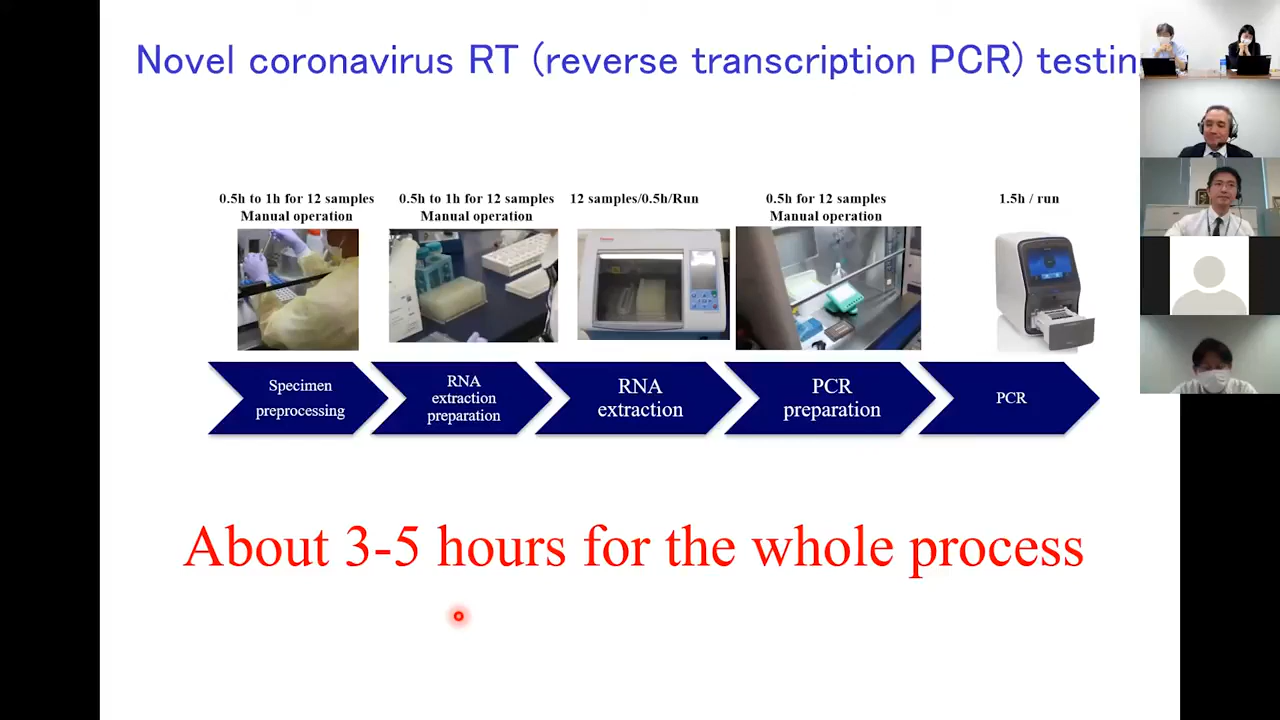 Novel coronavirus RT (reverse transcription PCR) testin
0.5h to 1h for 12 samples
Manual operation
0.5h to 1h for 12 samples
Manual operation
12 samples/0.5h/Run
0.5h for 12 samples
Manual operation
1.5h / run
Specimen
preprocessing
RNA
extraction
preparation
RNA
extraction
PCR
preparation
PCR
About 3-5 hours for the whole process